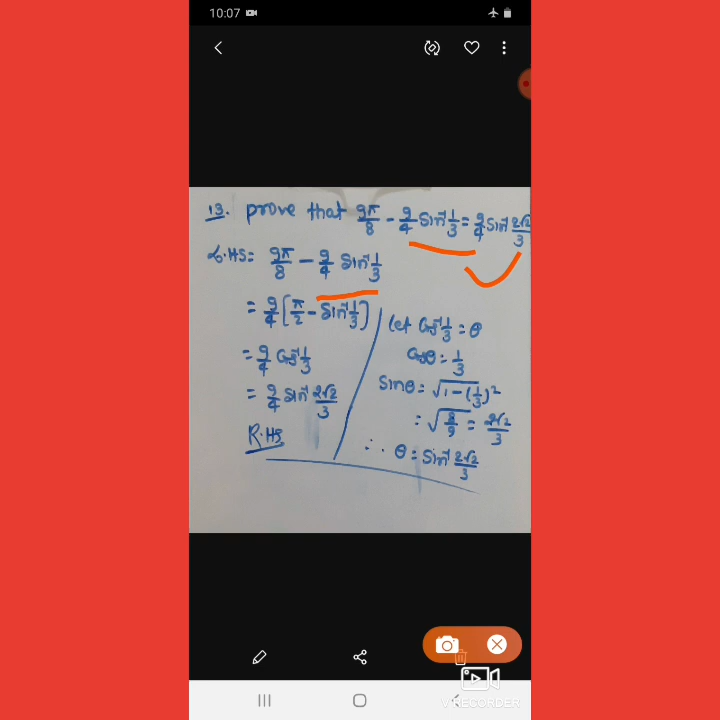 10:07
13. prove that 9π/8 - 9/4 Sin⁻¹ 1/3 = 9/4 Sin⁻¹ 2√2/3
L.HS = 9π/8 - 9/4 Sin⁻¹ 1/3
= 9/4 [π/2 - Sin⁻¹ 1/3]
= 9/4 Cos⁻¹ 1/3
= 9/4 Sin⁻¹ 2√2/3
R.HS
Let Cos⁻¹ 1/3 = θ
Cosθ = 1/3
Sinθ = √1-(1/3)²
= √8/9 = 2√2/3
∴ θ = Sin⁻¹ 2√2/3
VRECORDER